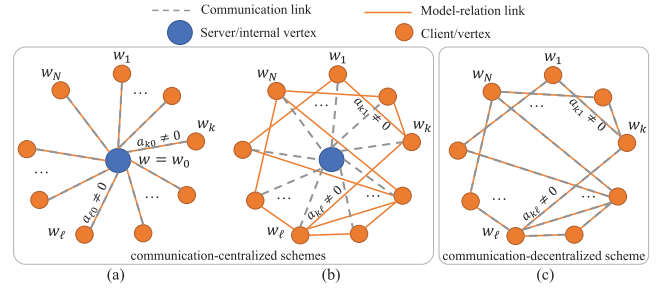 Communication link
Model-relation link
Server/internal vertex
Client/vertex
w_1
w_N
...
w_k
a_{k0} ≠ 0
w = w_0
...
a_{ℓ0} ≠ 0
...
w_ℓ
w_1
w_N
...
a_{k1} ≠ 0
w_k
...
...
a_{kℓ} ≠ 0
w_ℓ
...
communication-centralized schemes
w_1
w_N
...
a_{k1} ≠ 0
w_k
...
...
a_{kℓ} ≠ 0
w_ℓ
...
communication-decentralized scheme
(a)
(b)
(c)